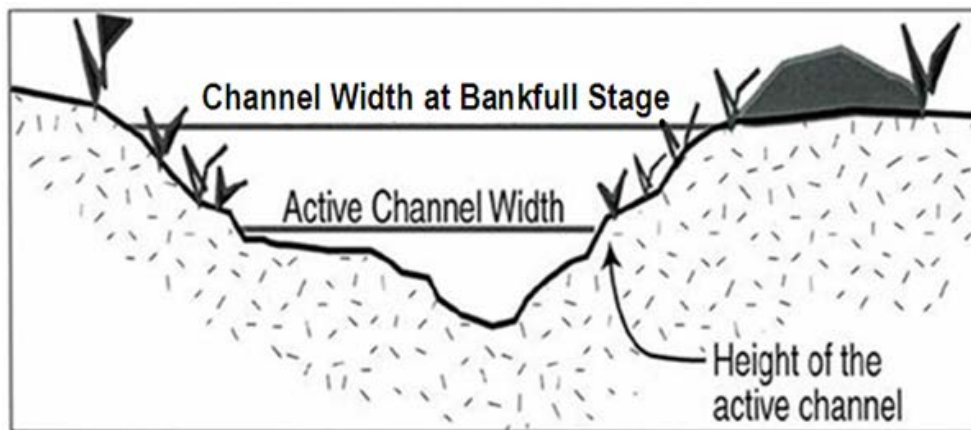 Channel Width at Bankfull Stage
Active Channel Width
Height of the
active channel